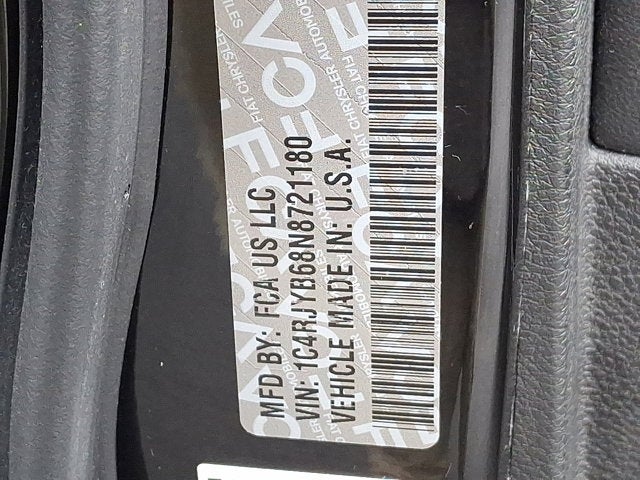 MFD BY: FCA US LLC
VIN: 1C4RJYB68N8721180
VEHICLE MADE IN: U.S.A.